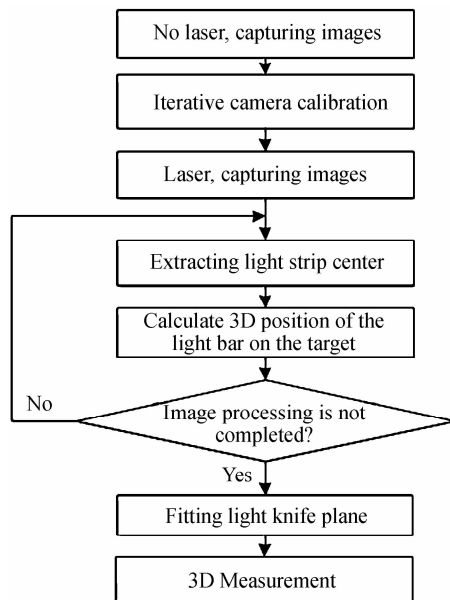 No laser, capturing images
Iterative camera calibration
Laser, capturing images
Extracting light strip center
Calculate 3D position of the
light bar on the target
No
Image processing is not
completed?
Yes
Fitting light knife plane
3D Measurement